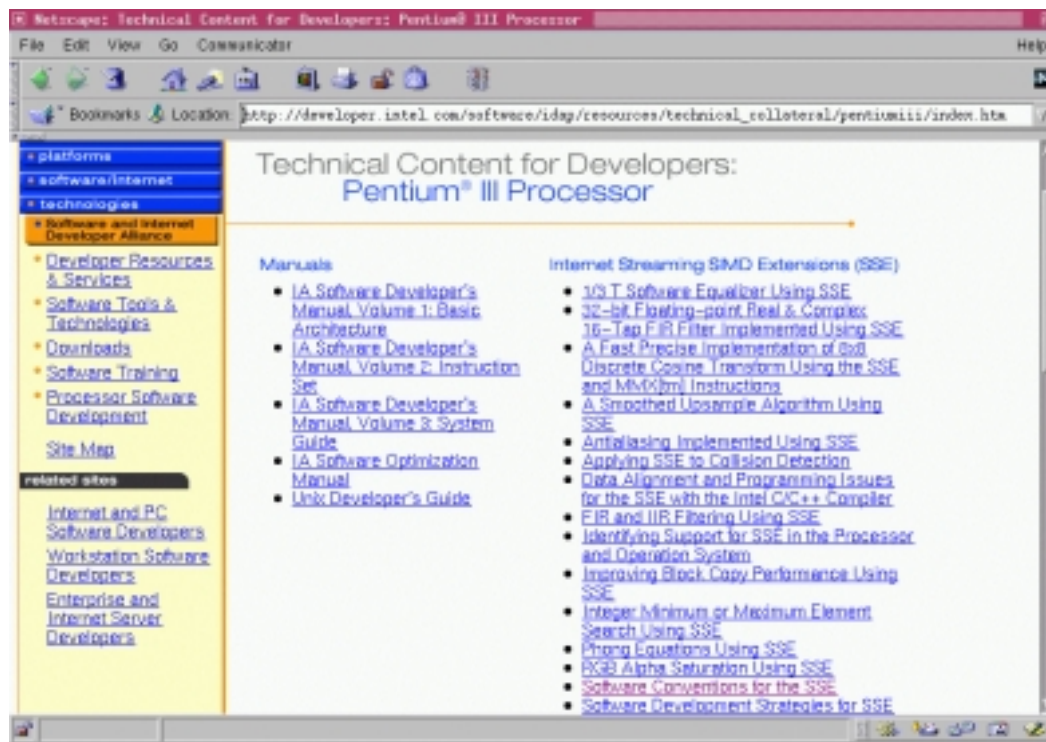 Netscape: Technical Content for Developers: Pentium® III Processor
File Edit View Go Communicator Help
Bookmarks Location: http://developer.intel.com/software/idap/resources/technical_collateral/pentiumiii/index.htm
platforms
software/internet
technologies
Software and Internet
Developer Alliance
Developer Resources
& Services
Software Tools &
Technologies
Downloads
Software Training
Processor Software
Development
Site Map
related sites
Internet and PC
Software Developers
Workstation Software
Developers
Enterprise and
Internet Server
Developers
Technical Content for Developers:
Pentium® III Processor
Manuals
IA Software Developer's
Manual, Volume 1: Basic
Architecture
IA Software Developer's
Manual, Volume 2: Instruction
Set
IA Software Developer's
Manual, Volume 3: System
Guide
IA Software Optimization
Manual
Unix Developer's Guide
Internet Streaming SIMD Extensions (SSE)
1/3 T Software Equalizer Using SSE
32-bit Floating-point Real & Complex
16-Tap FIR Filter Implemented Using SSE
A Fast Precise Implementation of 8x8
Discrete Cosine Transform Using the SSE
and MMX[tm] Instructions
A Smoothed Upsample Algorithm Using
SSE
Antialiasing Implemented Using SSE
Applying SSE to Collision Detection
Data Alignment and Programming Issues
for the SSE with the Intel C/C++ Compiler
FIR and IIR Filtering Using SSE
Identifying Support for SSE in the Processor
and Operation System
Improving Block Copy Performance Using
SSE
Integer Minimum or Maximum Element
Search Using SSE
Phong Equations Using SSE
RGB Alpha Saturation Using SSE
Software Conventions for the SSE
Software Development Strategies for SSE